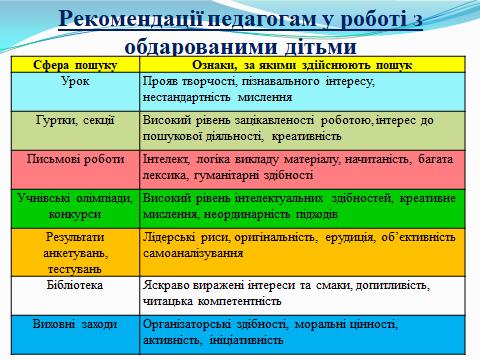 Рекомендації педагогам у роботі з
обдарованими дітьми
Сфера пошуку Ознаки, за якими здійснюють пошук
Урок Прояв творчості, пізнавального інтересу,
нестандартність мислення
Гуртки, секції Високий рівень зацікавленості роботою, інтерес до
пошукової діяльності, креативність
Письмові роботи Інтелект, логіка викладу матеріалу, начитаність, багата
лексика, гуманітарні здібності
Учнівські олімпіади, Високий рівень інтелектуальних здібностей, креативне
конкурси мислення, неординарність підходів
Результати Лідерські риси, оригінальність, ерудиція, об’єктивність
анкетувань, самоаналізування
тестувань
Бібліотека Яскраво виражені інтереси та смаки, допитливість,
читацька компетентність
Виховні заходи Організаторські здібності, моральні цінності,
активність, ініціативність